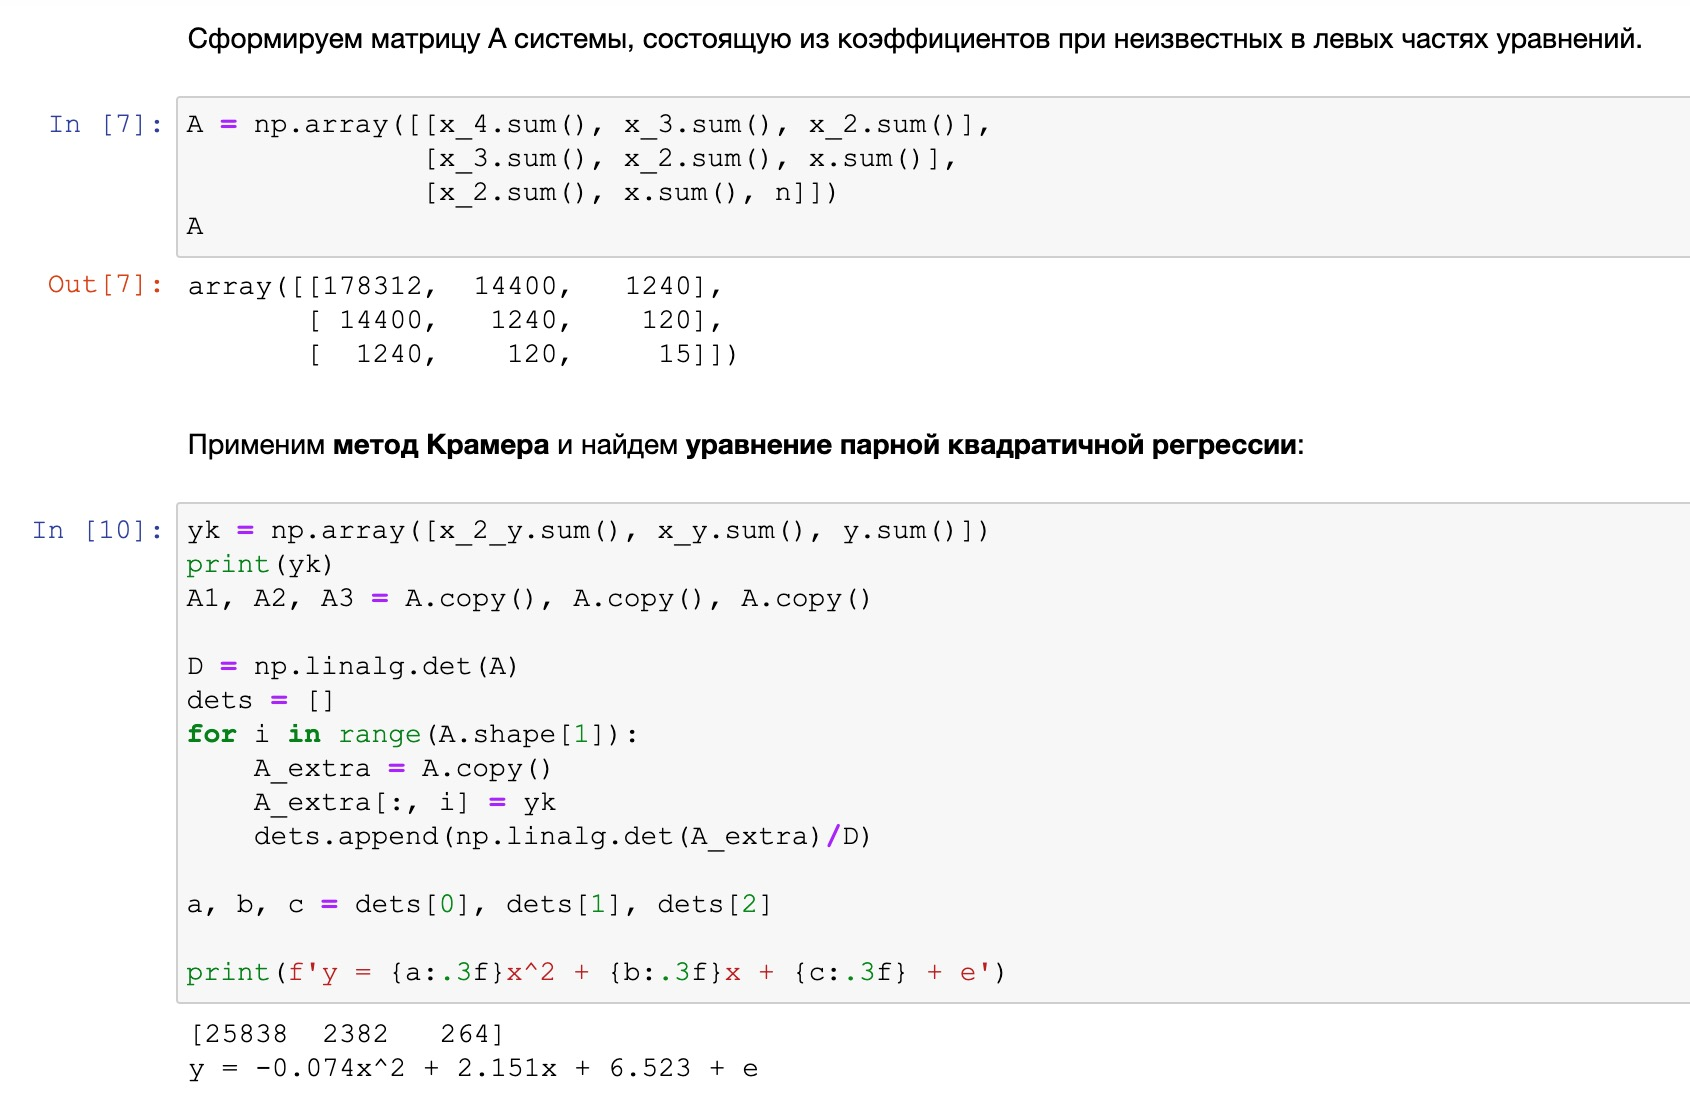 Сформируем матрицу A системы, состоящую из коэффициентов при неизвестных в левых частях уравнений.
In [7]: A = np.array([[x_4.sum(), x_3.sum(), x_2.sum()],
[x_3.sum(), x_2.sum(), x.sum()],
[x_2.sum(), x.sum(), n]])
A
Out[7]: array([[178312, 14400, 1240],
[ 14400, 1240, 120],
[ 1240, 120, 15]])
Применим метод Крамера и найдем уравнение парной квадратичной регрессии:
In [10]: yk = np.array([x_2_y.sum(), x_y.sum(), y.sum()])
print(yk)
A1, A2, A3 = A.copy(), A.copy(), A.copy()
D = np.linalg.det(A)
dets = []
for i in range(A.shape[1]):
A_extra = A.copy()
A_extra[:, i] = yk
dets.append(np.linalg.det(A_extra)/D)
a, b, c = dets[0], dets[1], dets[2]
print(f'y = {a:.3f}x^2 + {b:.3f}x + {c:.3f} + e')
[25838 2382 264]
y = -0.074x^2 + 2.151x + 6.523 + e